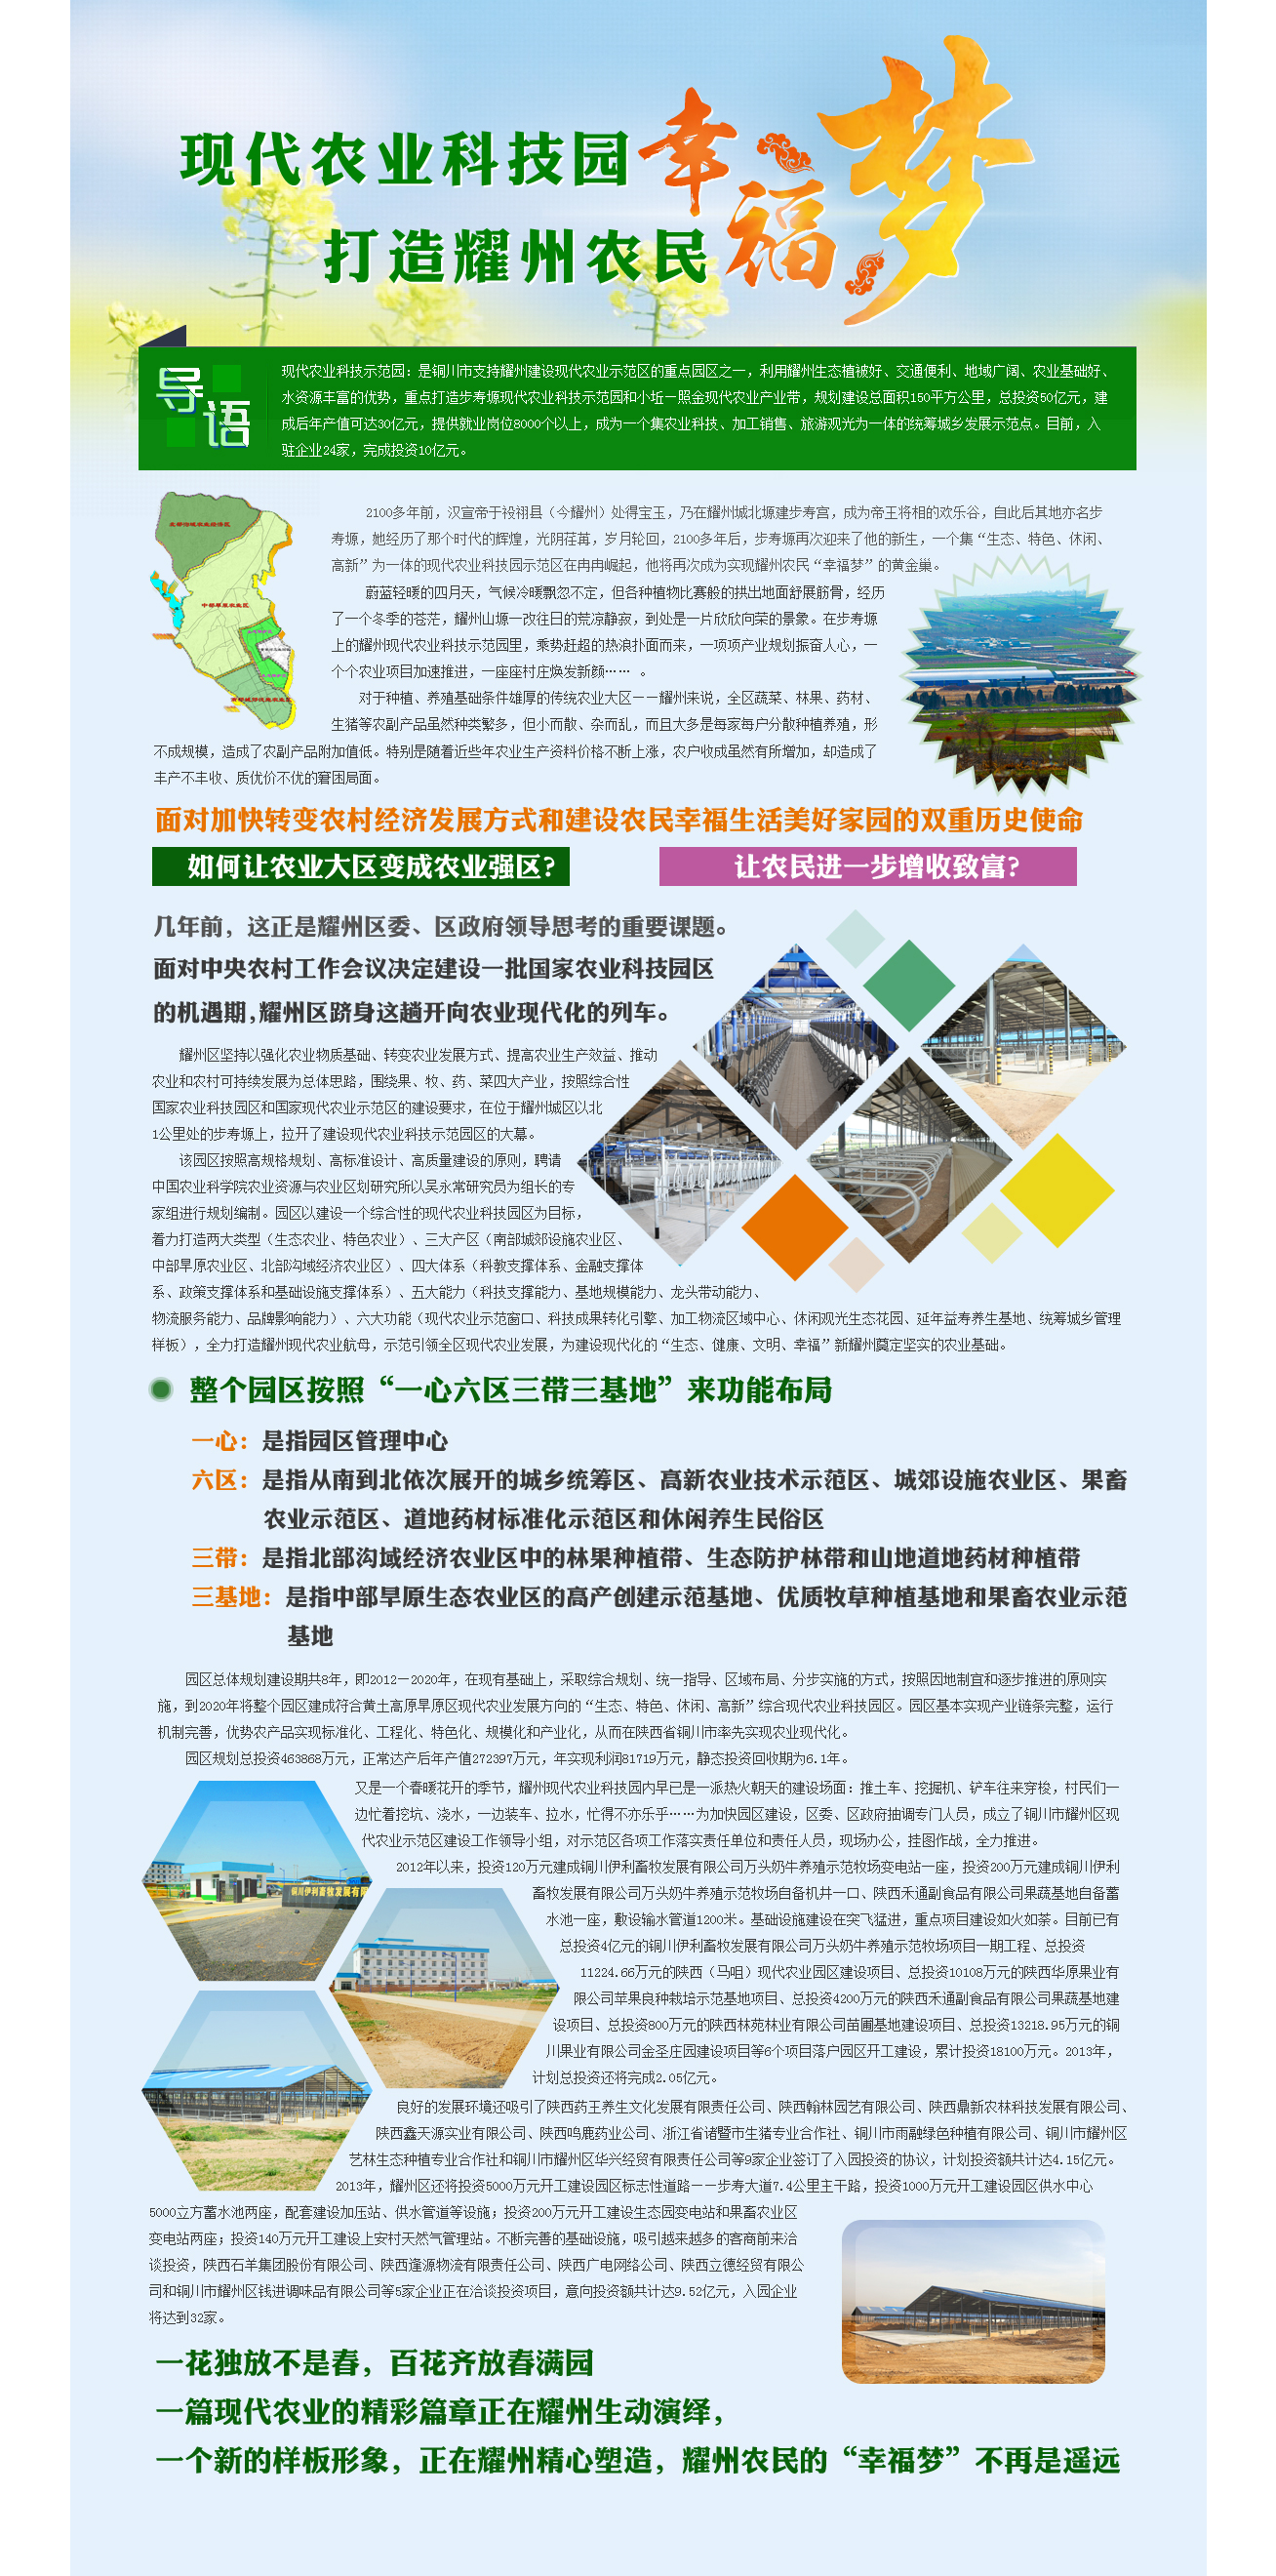 现代农业科技园幸福梦
打造耀州农民
导语
现代农业科技示范园：是铜川市支持耀州建设现代农业示范区的重点园区之一，利用耀州生态植被好、交通便利、地域广阔、农业基础好、
水资源丰富的优势，重点打造步寿塬现代农业科技示范园和小坵－照金现代农业产业带，规划建设总面积150平方公里，总投资50亿元，建
成后年产值可达30亿元，提供就业岗位8000个以上，成为一个集农业科技、加工销售、旅游观光为一体的统筹城乡发展示范点。目前，入
驻企业24家，完成投资10亿元。
2100多年前，汉宣帝于祋祤县（今耀州）处得宝玉，乃在耀州城北塬建步寿宫，成为帝王将相的欢乐谷，自此后其地亦名步
寿塬，她经历了那个时代的辉煌，光阴荏苒，岁月轮回，2100多年后，步寿塬再次迎来了他的新生，一个集“生态、特色、休闲、
高新”为一体的现代农业科技园示范区在冉冉崛起，他将再次成为实现耀州农民“幸福梦”的黄金巢。
蔚蓝轻暖的四月天，气候冷暖飘忽不定，但各种植物比赛般的拱出地面舒展筋骨，经历
了一个冬季的苍茫，耀州山塬一改往日的荒凉静寂，到处是一片欣欣向荣的景象。在步寿塬
上的耀州现代农业科技示范园里，乘势赶超的热浪扑面而来，一项项产业规划振奋人心，一
个个农业项目加速推进，一座座村庄焕发新颜…… 。
对于种植、养殖基础条件雄厚的传统农业大区——耀州来说，全区蔬菜、林果、药材、
生猪等农副产品虽然种类繁多，但小而散、杂而乱，而且大多是每家每户分散种植养殖，形
不成规模，造成了农副产品附加值低。特别是随着近些年农业生产资料价格不断上涨，农户收成虽然有所增加，却造成了
丰产不丰收、质优价不优的窘困局面。
面对加快转变农村经济发展方式和建设农民幸福生活美好家园的双重历史使命
如何让农业大区变成农业强区?
让农民进一步增收致富?
几年前，这正是耀州区委、区政府领导思考的重要课题。
面对中央农村工作会议决定建设一批国家农业科技园区
的机遇期,耀州区跻身这趟开向农业现代化的列车。
耀州区坚持以强化农业物质基础、转变农业发展方式、提高农业生产效益、推动
农业和农村可持续发展为总体思路，围绕果、牧、药、菜四大产业，按照综合性
国家农业科技园区和国家现代农业示范区的建设要求，在位于耀州城区以北
1公里处的步寿塬上，拉开了建设现代农业科技示范园区的大幕。
该园区按照高规格规划、高标准设计、高质量建设的原则，聘请
中国农业科学院农业资源与农业区划研究所以吴永常研究员为组长的专
家组进行规划编制。园区以建设一个综合性的现代农业科技园区为目标，
着力打造两大类型（生态农业、特色农业）、三大产区（南部城郊设施农业区、
中部旱原农业区、北部沟域经济农业区）、四大体系（科教支撑体系、金融支撑体
系、政策支撑体系和基础设施支撑体系）、五大能力（科技支撑能力、基地规模能力、龙头带动能力、
物流服务能力、品牌影响能力）、六大功能（现代农业示范窗口、科技成果转化引擎、加工物流区域中心、休闲观光生态花园、延年益寿养生基地、统筹城乡管理
样板），全力打造耀州现代农业航母，示范引领全区现代农业发展，为建设现代化的“生态、健康、文明、幸福”新耀州奠定坚实的农业基础。
整个园区按照“一心六区三带三基地”来功能布局
一心：是指园区管理中心
六区：是指从南到北依次展开的城乡统筹区、高新农业技术示范区、城郊设施农业区、果畜
农业示范区、道地药材标准化示范区和休闲养生民俗区
三带：是指北部沟域经济农业区中的林果种植带、生态防护林带和山地道地药材种植带
三基地：是指中部旱原生态农业区的高产创建示范基地、优质牧草种植基地和果畜农业示范
基地
园区总体规划建设期共8年，即2012—2020年，在现有基础上，采取综合规划、统一指导、区域布局、分步实施的方式，按照因地制宜和逐步推进的原则实
施，到2020年将整个园区建成符合黄土高原旱原区现代农业发展方向的“生态、特色、休闲、高新”综合现代农业科技园区。园区基本实现产业链条完整，运行
机制完善，优势农产品实现标准化、工程化、特色化、规模化和产业化，从而在陕西省铜川市率先实现农业现代化。
园区规划总投资463868万元，正常达产后年产值272397万元，年实现利润81719万元，静态投资回收期为6.1年。
又是一个春暖花开的季节，耀州现代农业科技园内早已是一派热火朝天的建设场面：推土车、挖掘机、铲车往来穿梭，村民们一
边忙着挖坑、浇水，一边装车、拉水，忙得不亦乐乎……为加快园区建设，区委、区政府抽调专门人员，成立了铜川市耀州区现
代农业示范区建设工作领导小组，对示范区各项工作落实责任单位和责任人员，现场办公，挂图作战，全力推进。
2012年以来，投资120万元建成铜川伊利畜牧发展有限公司万头奶牛养殖示范牧场变电站一座，投资200万元建成铜川伊利
畜牧发展有限公司万头奶牛养殖示范牧场自备机井一口、陕西禾通副食品有限公司果蔬基地自备蓄
水池一座，敷设输水管道1200米。基础设施建设在突飞猛进，重点项目建设如火如荼。目前已有
总投资4亿元的铜川伊利畜牧发展有限公司万头奶牛养殖示范牧场项目一期工程、总投资
11224.66万元的陕西（马咀）现代农业园区建设项目、总投资10108万元的陕西华原果业有
限公司苹果良种栽培示范基地项目、总投资4200万元的陕西禾通副食品有限公司果蔬基地建
设项目、总投资800万元的陕西林苑林业有限公司苗圃基地建设项目、总投资13218.95万元的铜
川果业有限公司金圣庄园建设项目等6个项目落户园区开工建设，累计投资18100万元。2013年，
计划总投资还将完成2.05亿元。
良好的发展环境还吸引了陕西药王养生文化发展有限责任公司、陕西翰林园艺有限公司、陕西鼎新农林科技发展有限公司、
陕西鑫天源实业有限公司、陕西呜鹿药业公司、浙江省诸暨市生猪专业合作社、铜川市雨融绿色种植有限公司、铜川市耀州区
艺林生态种植专业合作社和铜川市耀州区华兴经贸有限责任公司等9家企业签订了入园投资的协议，计划投资额共计达4.15亿元。
2013年，耀州区还将投资5000万元开工建设园区标志性道路——步寿大道7.4公里主干路，投资1000万元开工建设园区供水中心
5000立方蓄水池两座，配套建设加压站、供水管道等设施；投资200万元开工建设生态园变电站和果畜农业区
变电站两座；投资140万元开工建设上安村天然气管理站。不断完善的基础设施，吸引越来越多的客商前来洽
谈投资，陕西石羊集团股份有限公司、陕西逢源物流有限责任公司、陕西广电网络公司、陕西立德经贸有限公
司和铜川市耀州区钱进调味品有限公司等5家企业正在洽谈投资项目，意向投资额共计达9.52亿元，入园企业
将达到32家。
一花独放不是春，百花齐放春满园
一篇现代农业的精彩篇章正在耀州生动演绎，
一个新的样板形象，正在耀州精心塑造，耀州农民的“幸福梦”不再是遥远